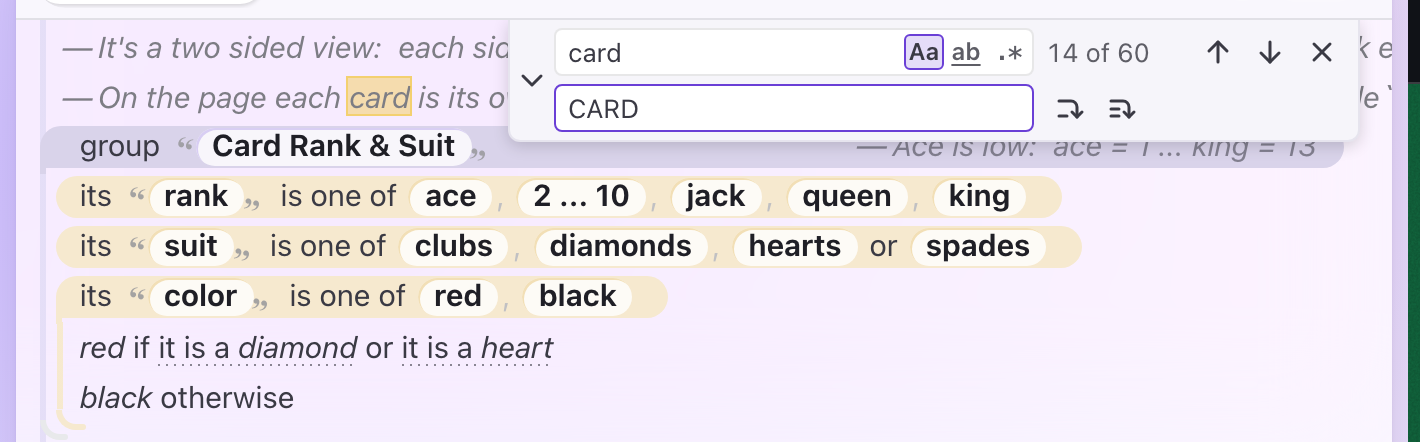 — It's a two sided view:  each sid
— On the page each card is its o
card
Aa ab .*
14 of 60
CARD
group “ Card Rank & Suit „
— Ace is low:  ace = 1 ... king = 13
its “ rank „ is one of ace , 2 ... 10 , jack , queen , king
its “ suit „ is one of clubs , diamonds , hearts or spades
its “ color „ is one of red , black
red if it is a diamond or it is a heart
black otherwise